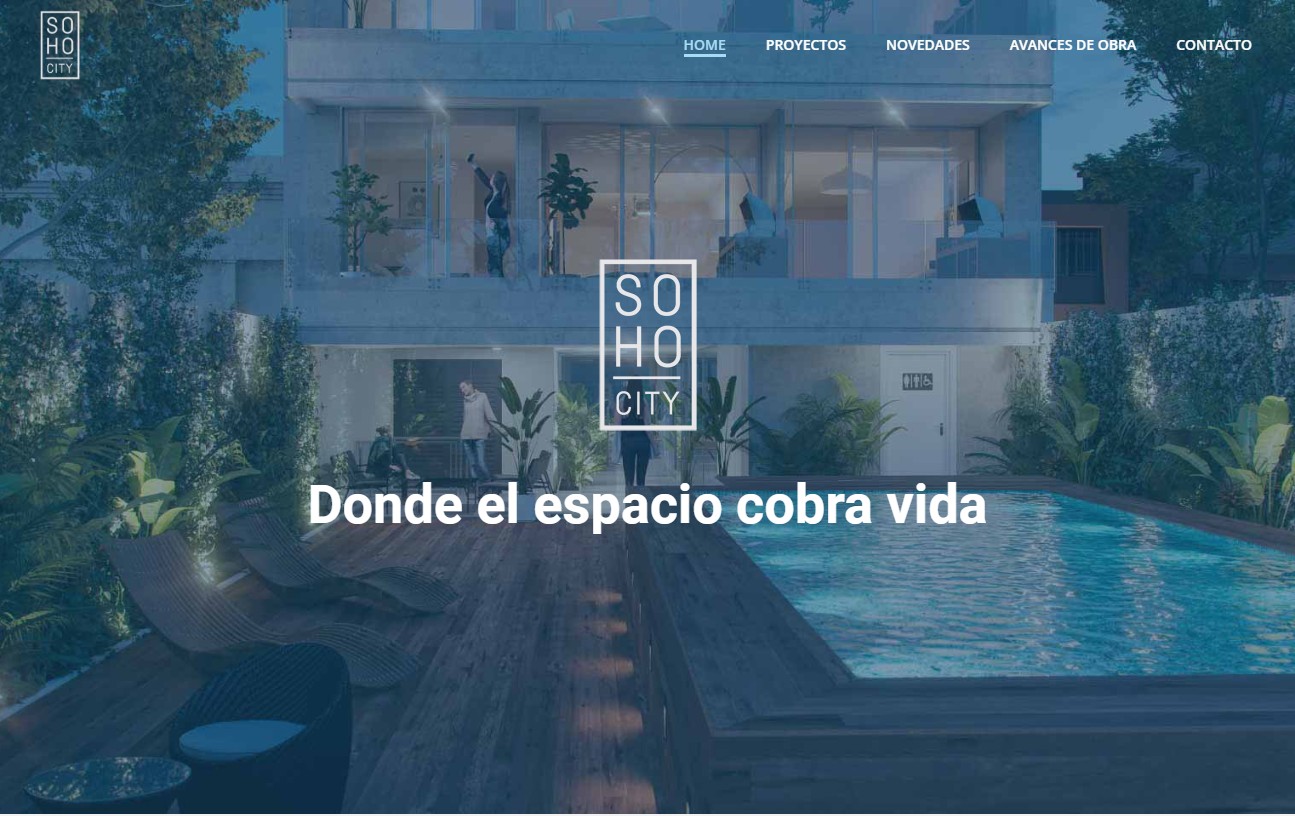 SO
HO
CITY
HOME PROYECTOS NOVEDADES AVANCES DE OBRA CONTACTO
SO
HO
CITY
Donde el espacio cobra vida